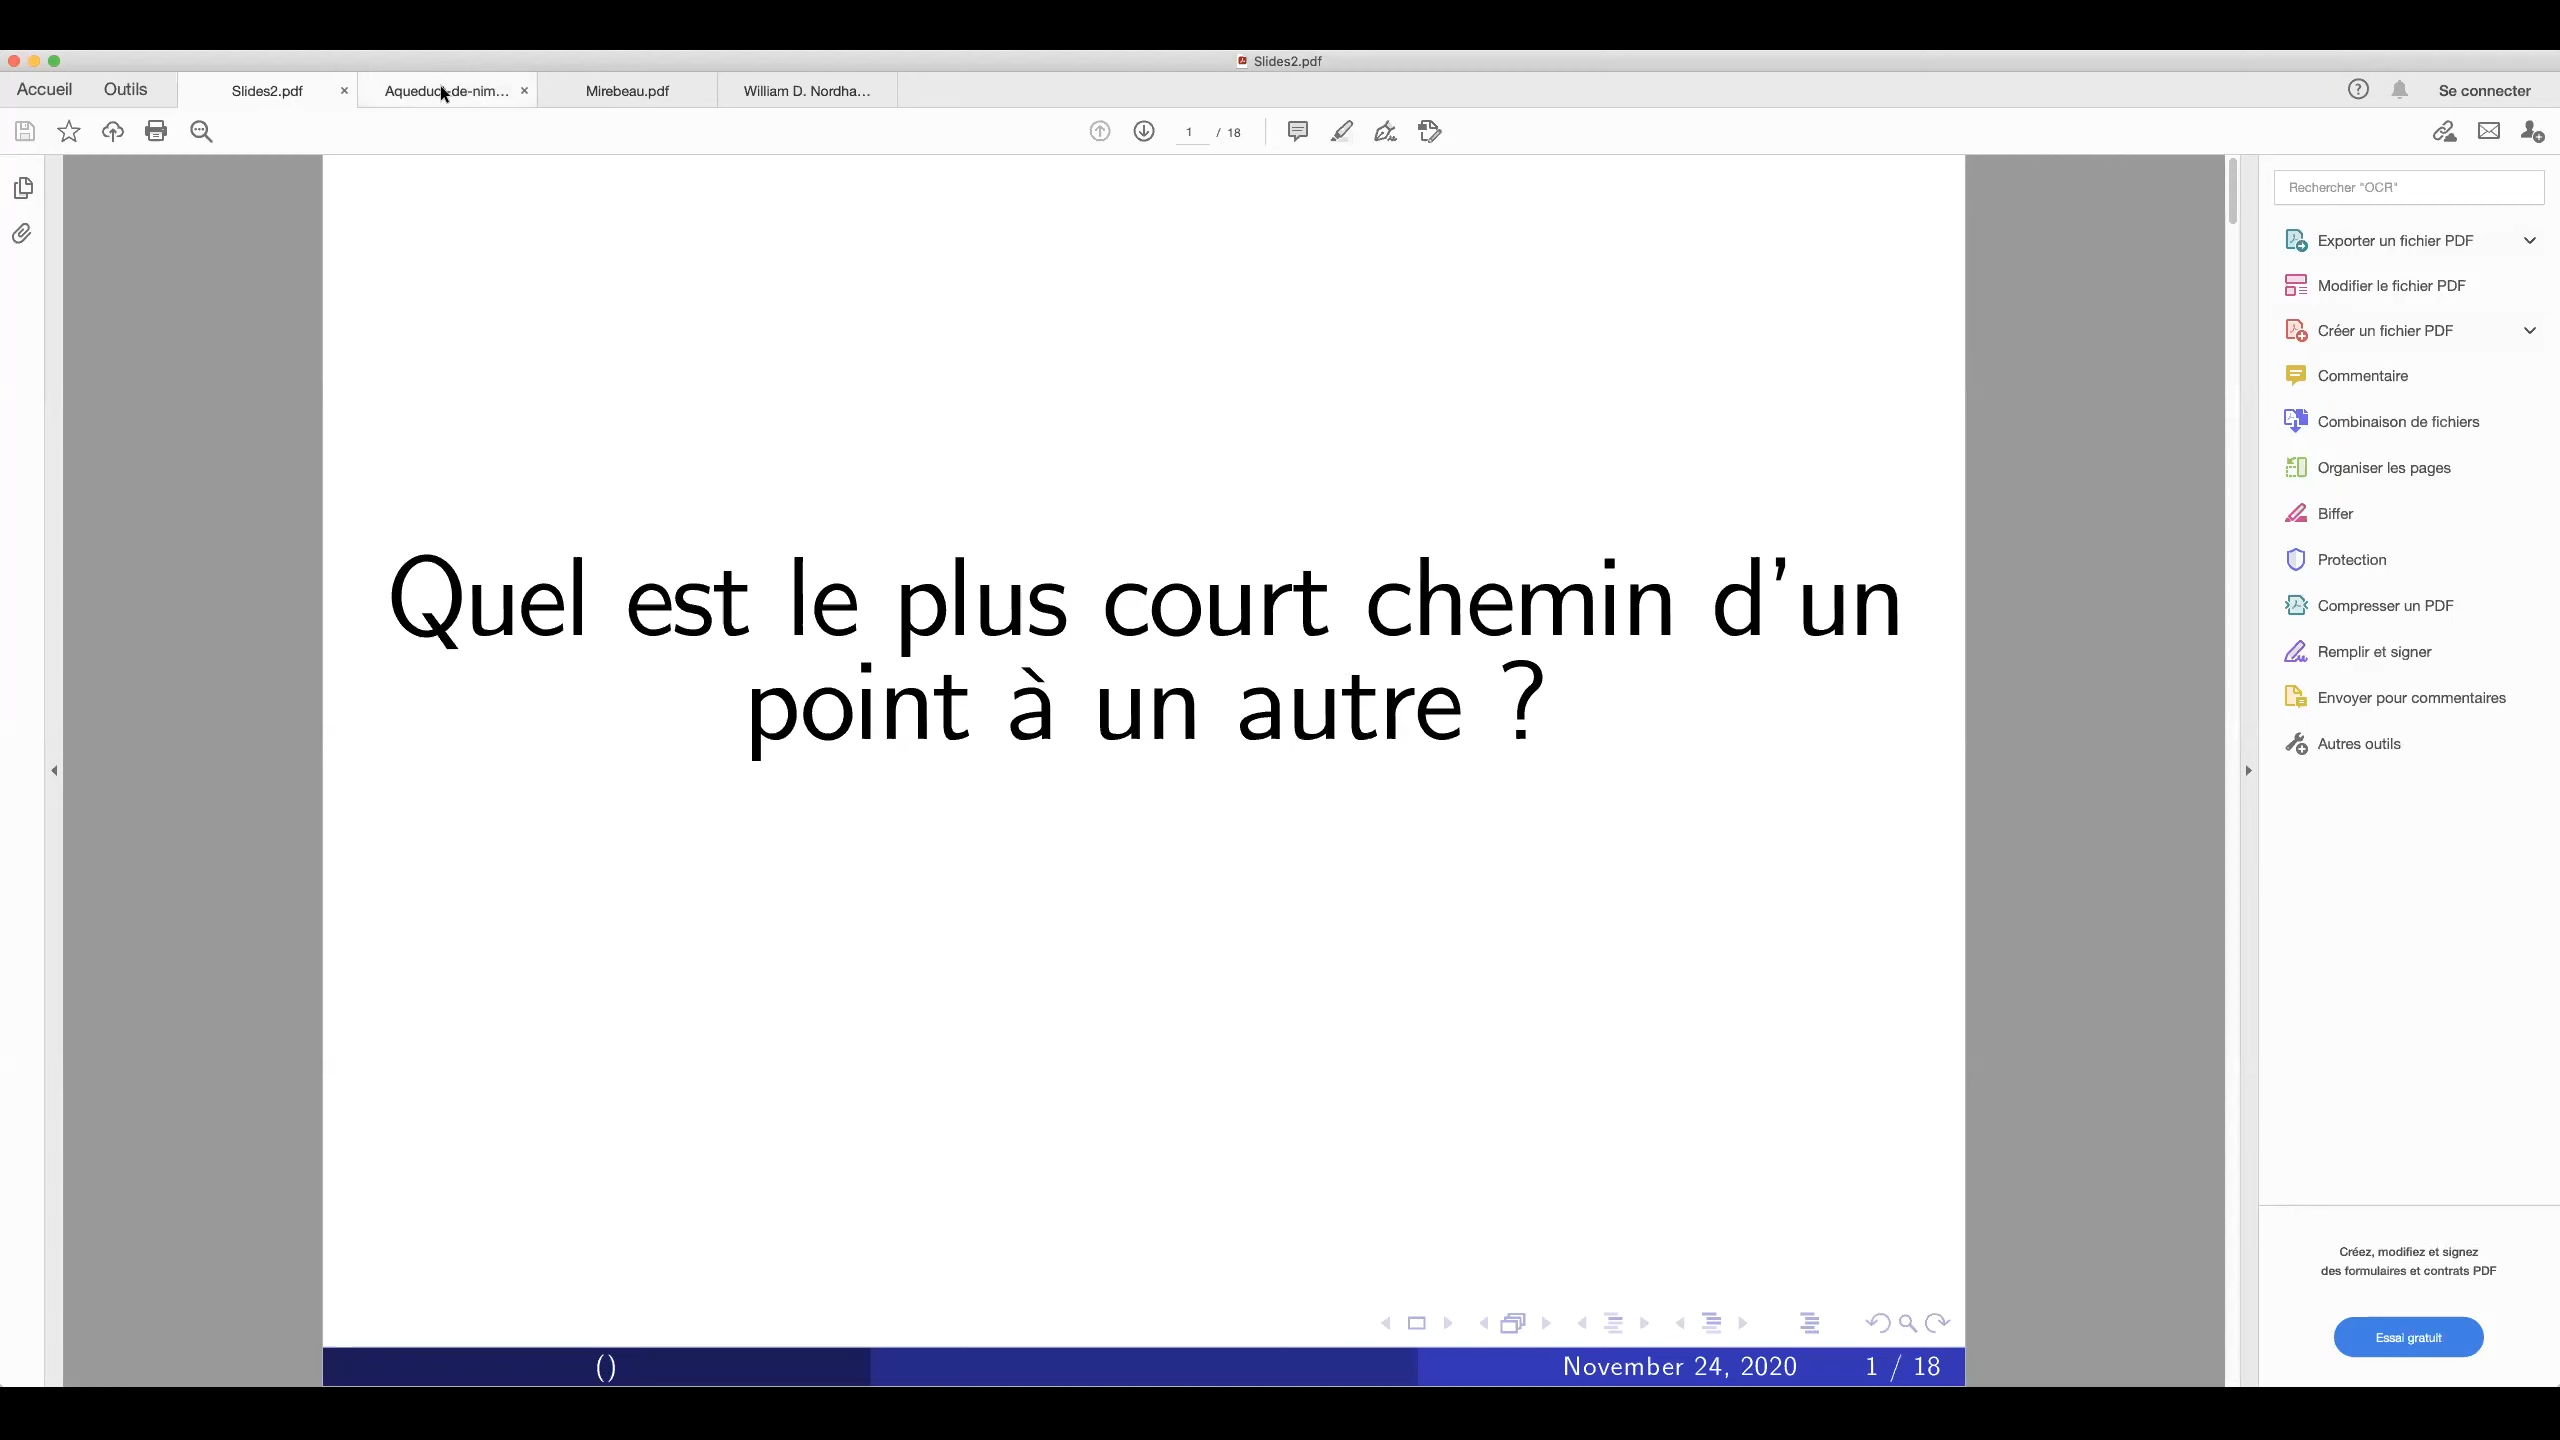 Slides2.pdf
Accueil
Outils
Slides2.pdf
Mirebeau.pdf
William D. Nordha...
Se connecter
1 / 18
Rechercher "OCR"
Exporter un fichier PDF
Modifier le fichier PDF
Créer un fichier PDF
Commentaire
Combinaison de fichiers
Organiser les pages
Biffer
Protection
Compresser un PDF
Remplir et signer
Envoyer pour commentaires
Autres outils
Quel est le plus court chemin d'un
point à un autre ?
() November 24, 2020 1 / 18
Créez, modifiez et signez
des formulaires et contrats PDF
Essai gratuit